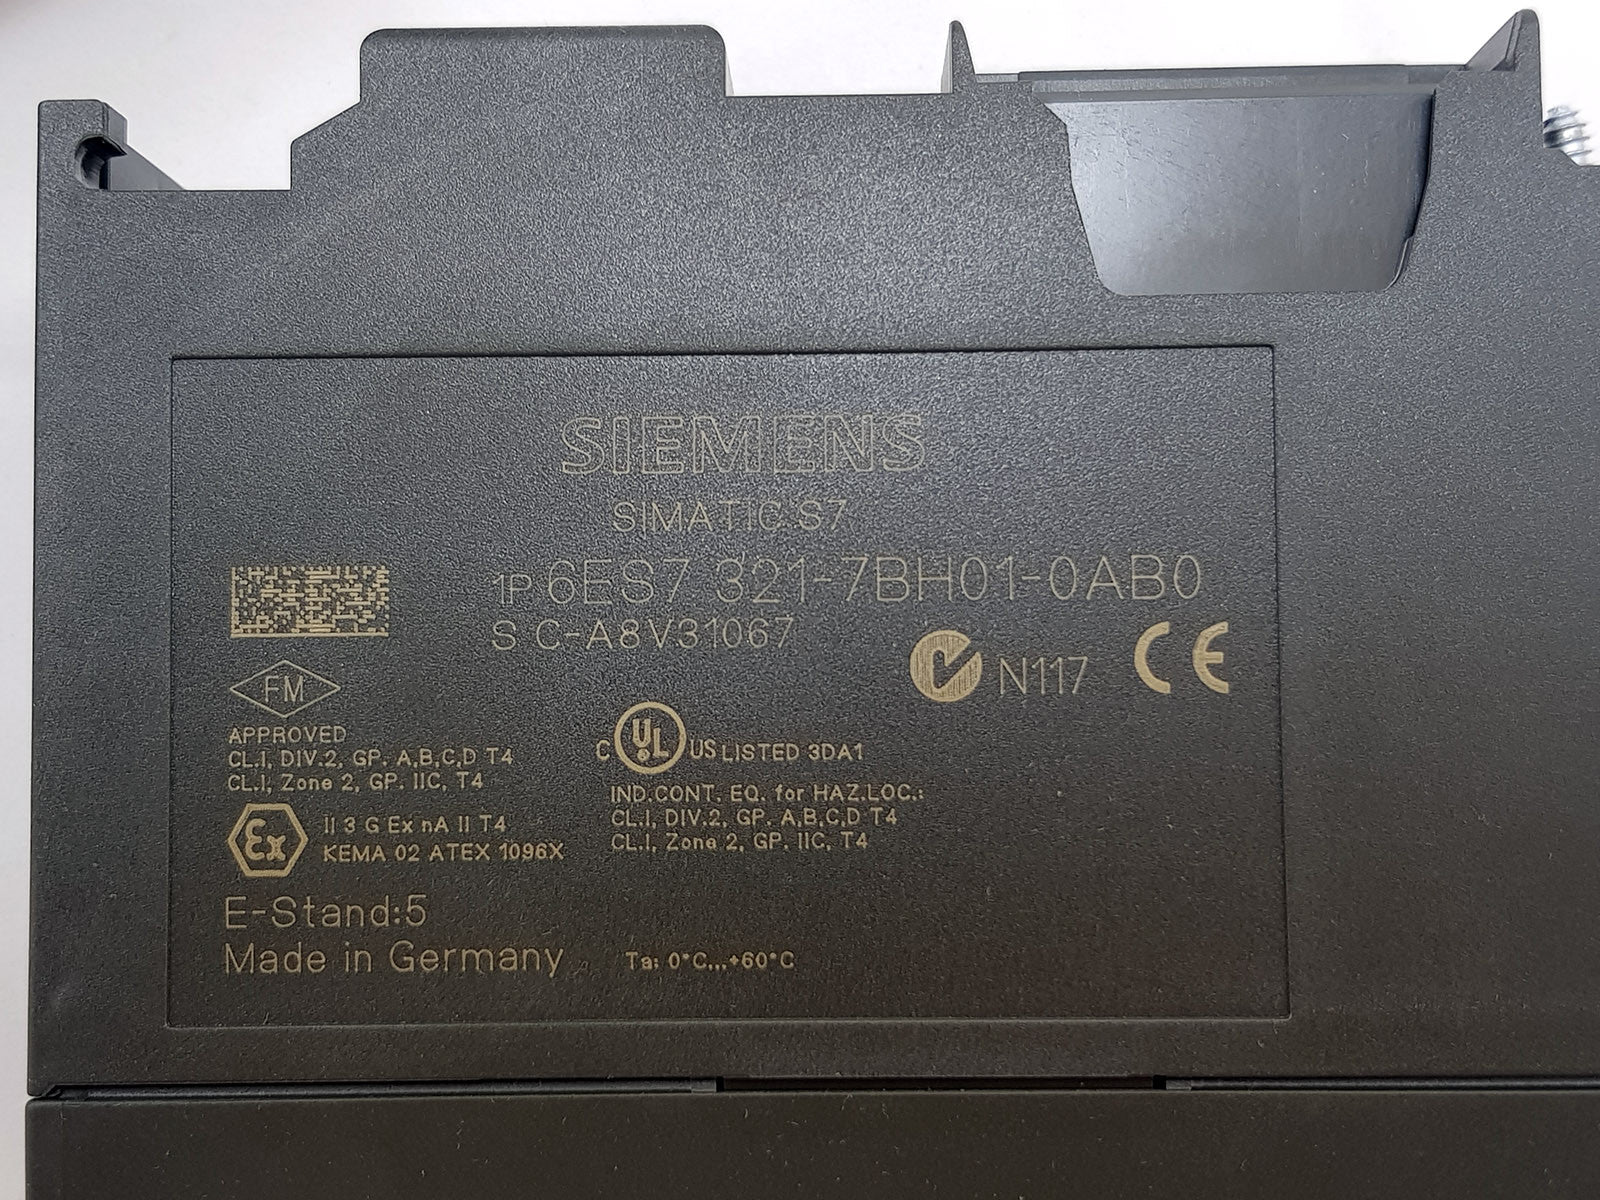 SIEMENS
SIMATIC S7
1P 6ES7 321-7BH01-0AB0
S C-A8V31067
N117 CE
FM
APPROVED
CL.I, DIV.2, GP. A,B,C,D T4
CL.I, Zone 2, GP. IIC, T4
C UL US LISTED 3DA1
IND.CONT. EQ. for HAZ.LOC.:
CL.I, DIV.2, GP. A,B,C,D T4
CL.I, Zone 2, GP. IIC, T4
Ex II 3 G Ex nA II T4
KEMA 02 ATEX 1096X
E-Stand:5
Made in Germany
Ta: 0°C...+60°C